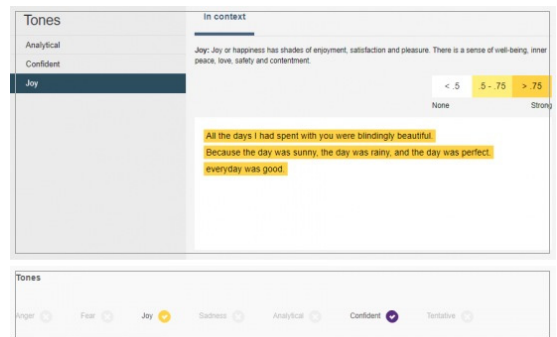 Tones
In context
Analytical
Confident
Joy
Joy: Joy or happiness has shades of enjoyment, satisfaction and pleasure. There is a sense of well-being, inner
peace, love, safety and contentment.
< .5 .5 - .75 > .75
None Strong
All the days I had spent with you were blindingly beautiful.
Because the day was sunny, the day was rainy, and the day was perfect.
everyday was good.
Tones
Anger Fear Joy Sadness Analytical Confident Tentative